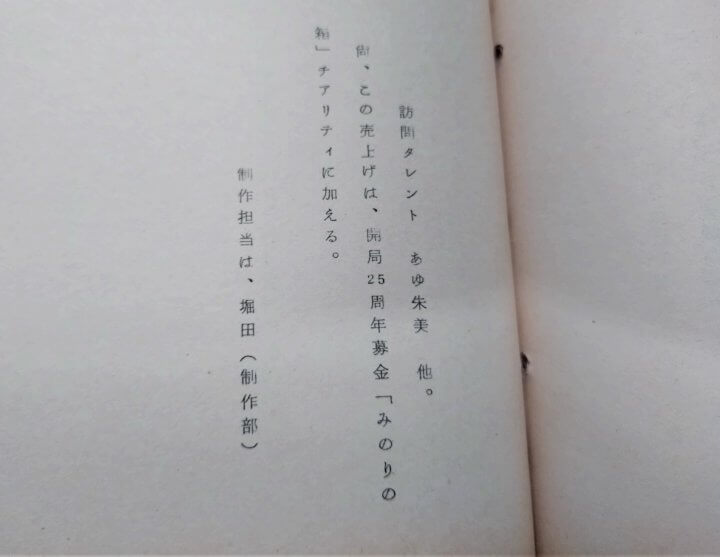 訪問タレント　あゆ朱美　他。
尚、この売上げは、開局25周年募金「みのりの
箱」チアリティに加える。
制作担当は、堀田（制作部）